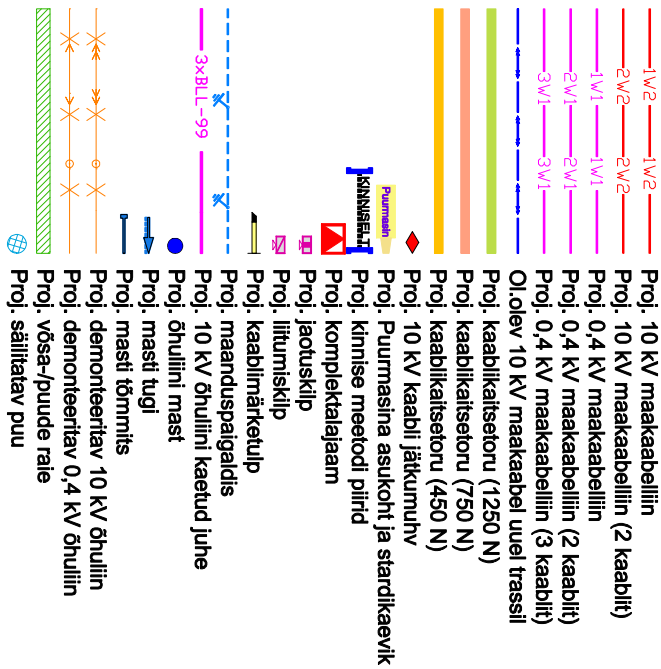 1W2 1W2 Proj. 10 kV maakaabelliin
2W2 2W2 Proj. 10 kV maakaabelliin (2 kaablit)
1W1 1W1 Proj. 0,4 kV maakaabelliin
2W1 2W1 Proj. 0,4 kV maakaabelliin (2 kaablit)
3W1 3W1 Proj. 0,4 kV maakaabelliin (3 kaablit)
Ol.olev 10 kV maakaabel uuel trassil
Proj. kaablikaitsetoru (1250 N)
Proj. kaablikaitsetoru (750 N)
Proj. kaablikaitsetoru (450 N)
Proj. 10 kV kaabli jätkumuhv
Puurmasin Proj. Puurmasina asukoht ja stardikaevik
KINNISELT Proj. kinnise meetodi piirid
Proj. komplektalajaam
Proj. jaotuskilp
Proj. liitumiskilp
Proj. kaablimärketulp
Proj. maanduspaigaldis
3xBLL-99 Proj. 10 kV õhuliini kaetud juhe
Proj. õhuliini mast
Proj. masti tugi
Proj. masti tõmmits
Proj. demonteeritav 10 kV õhuliin
Proj. demonteeritav 0,4 kV õhuliin
Proj. võsa-/puude raie
Proj. säilitatav puu